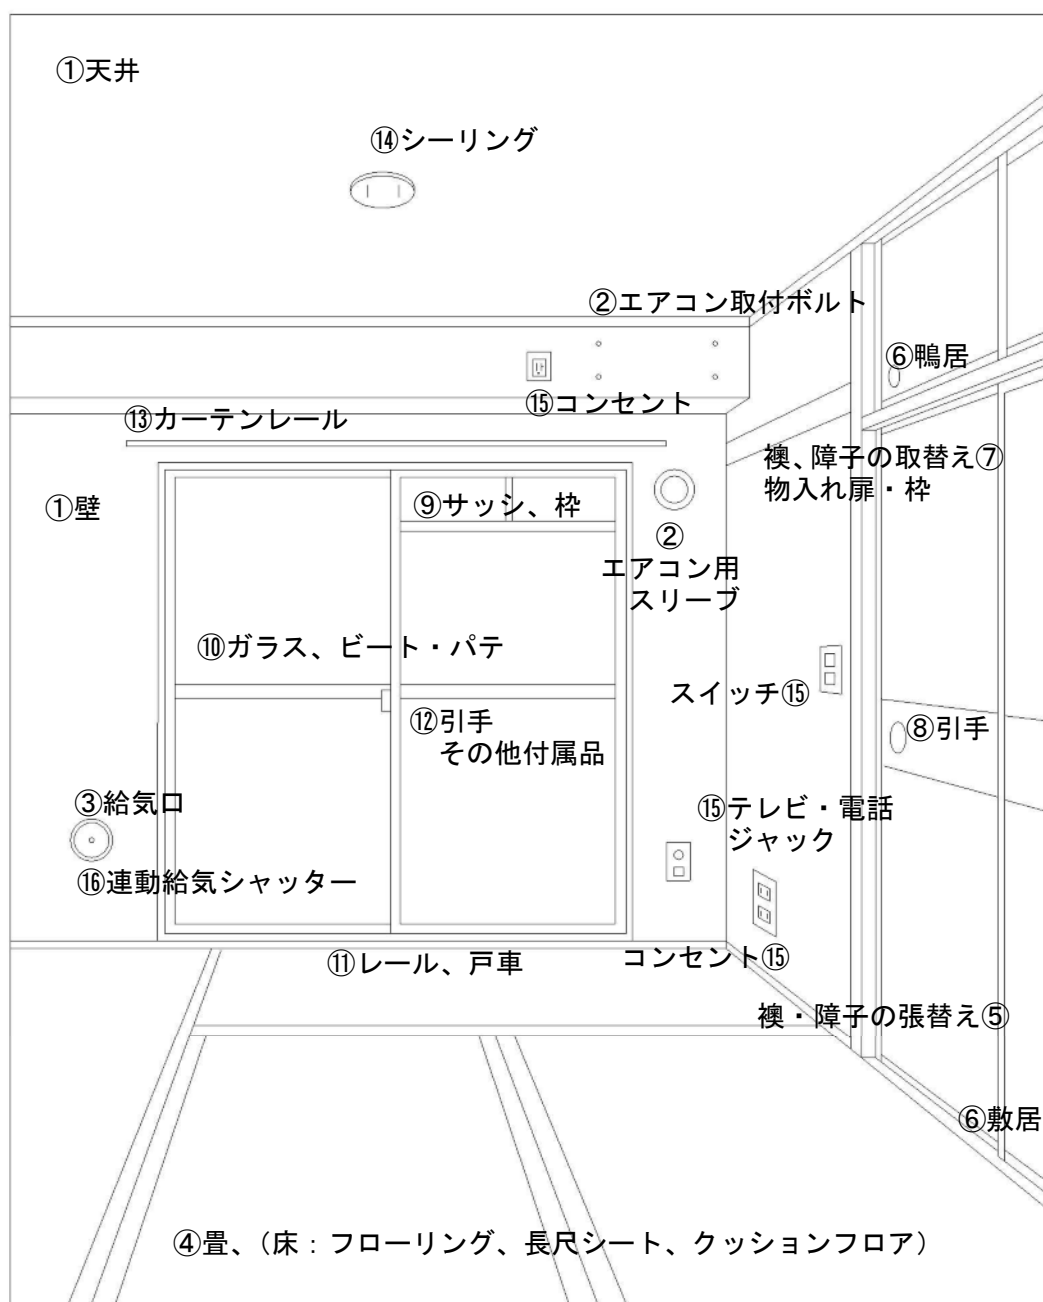 ①天井
⑭シーリング
②エアコン取付ボルト
⑥鴨居
⑮コンセント
⑬カーテンレール
襖、障子の取替え⑦
物入れ扉・枠
①壁
⑨サッシ、枠
②
エアコン用
スリーブ
⑩ガラス、ビート・パテ
スイッチ⑮
⑫引手
その他付属品
⑧引手
③給気口
⑮テレビ・電話
ジャック
⑯連動給気シャッター
⑪レール、戸車
コンセント⑮
襖・障子の張替え⑤
⑥敷居
④畳、（床：フローリング、長尺シート、クッションフロア）